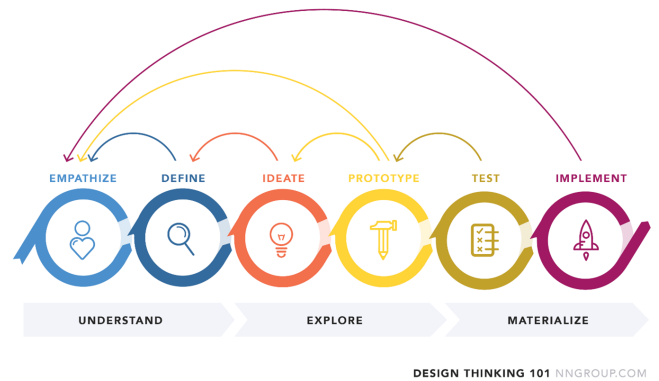 EMPATHIZE DEFINE IDEATE PROTOTYPE TEST IMPLEMENT
UNDERSTAND EXPLORE MATERIALIZE
DESIGN THINKING 101 NNGROUP.COM